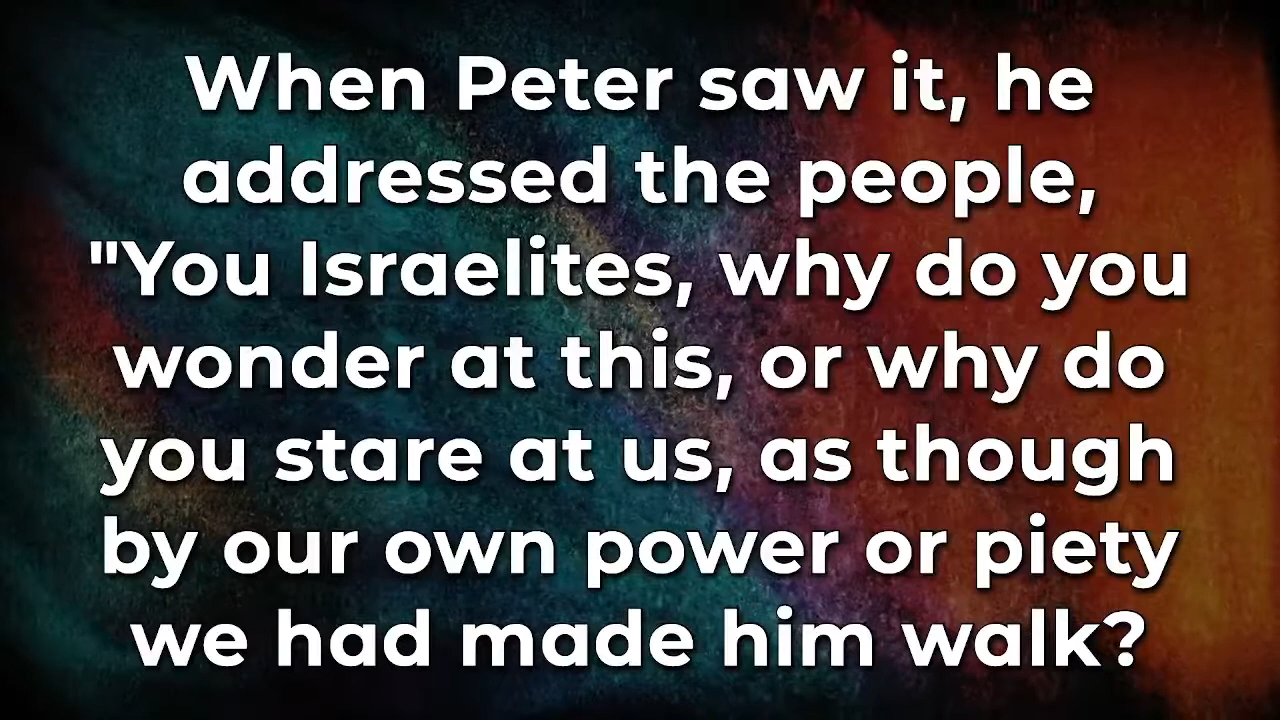 When Peter saw it, he
addressed the people,
"You Israelites, why do you
wonder at this, or why do
you stare at us, as though
by our own power or piety
we had made him walk?